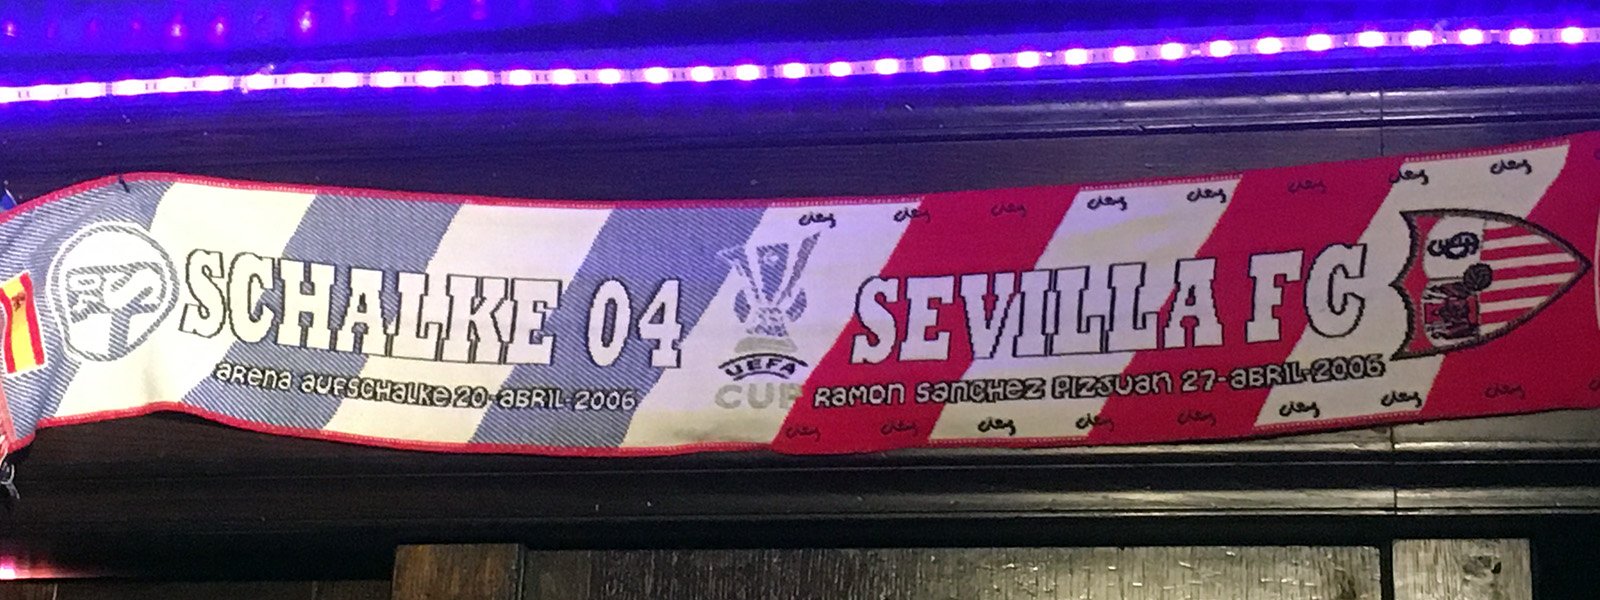 SCHALKE 04
ARENA AUFSCHALKE 20-ABRIL-2006
UEFA
CUP
SEVILLA FC
RAMON SANCHEZ PIZJUAN 27-ABRIL-2006